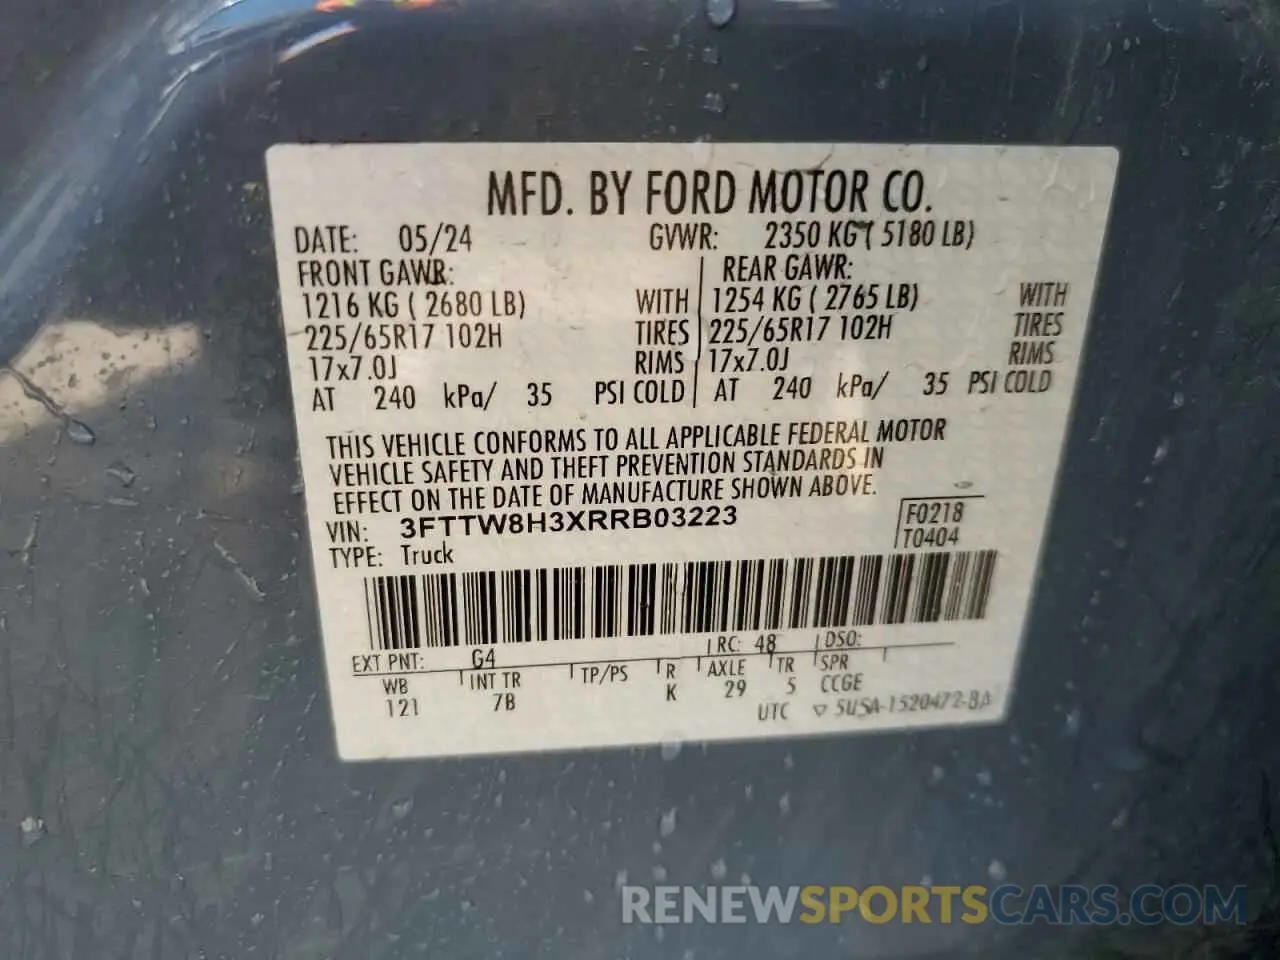 MFD. BY FORD MOTOR CO.
DATE: 05/24 GVWR: 2350 KG ( 5180 LB)
FRONT GAWR: REAR GAWR:
1216 KG ( 2680 LB) WITH 1254 KG ( 2765 LB) WITH
225/65R17 102H TIRES 225/65R17 102H TIRES
17x7.0J RIMS 17x7.0J RIMS
AT 240 kPa/ 35 PSI COLD AT 240 kPa/ 35 PSI COLD
THIS VEHICLE CONFORMS TO ALL APPLICABLE FEDERAL MOTOR
VEHICLE SAFETY AND THEFT PREVENTION STANDARDS IN
EFFECT ON THE DATE OF MANUFACTURE SHOWN ABOVE.
VIN: 3FTTW8H3XRRB03223 F0218
TYPE: Truck T0404
EXT PNT: G4 RC: 48 DSO:
WB INT TR TP/PS R AXLE TR SPR
121 7B K 29 5 CCGE
UTC ▽ 5USA-1520472-BA
RENEWSPORTSCARS.COM